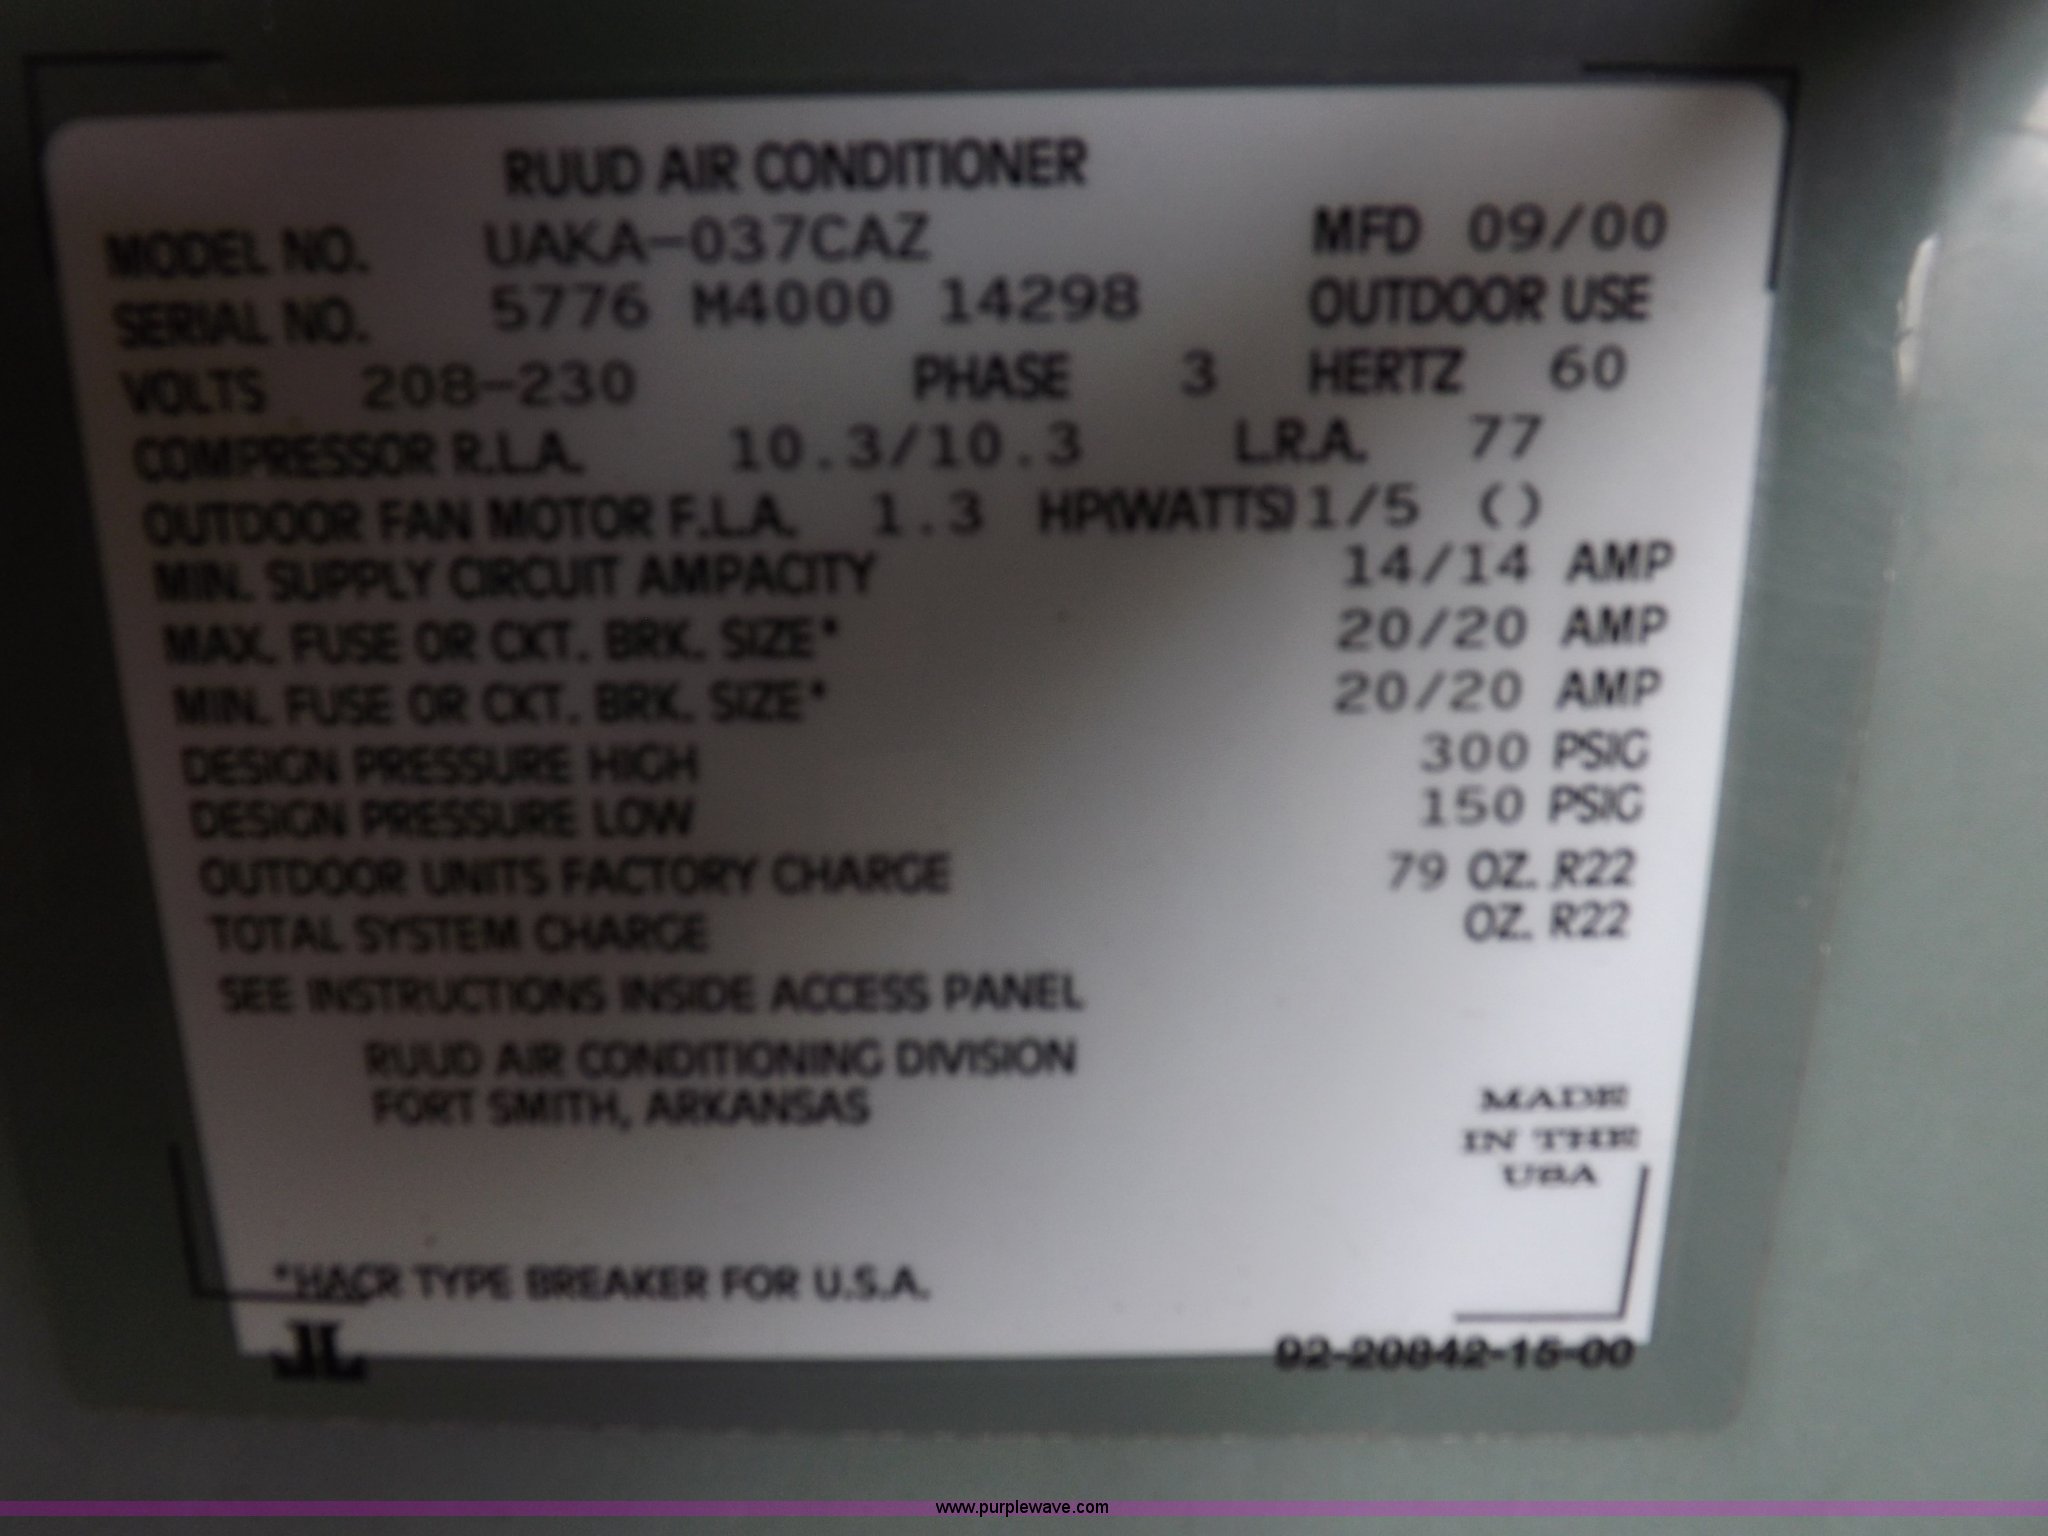 RUUD AIR CONDITIONER
MODEL NO. UAKA-037CAZ MFD 09/00
SERIAL NO. 5776 M4000 14298 OUTDOOR USE
VOLTS 208-230 PHASE 3 HERTZ 60
COMPRESSOR R.L.A. 10.3/10.3 L.R.A. 77
OUTDOOR FAN MOTOR F.L.A. 1.3 HP(WATTS) 1/5 ()
MIN. SUPPLY CIRCUIT AMPACITY 14/14 AMP
MAX. FUSE OR CKT. BRK. SIZE* 20/20 AMP
MIN. FUSE OR CKT. BRK. SIZE* 20/20 AMP
DESIGN PRESSURE HIGH 300 PSIG
DESIGN PRESSURE LOW 150 PSIG
OUTDOOR UNITS FACTORY CHARGE 79 OZ. R22
TOTAL SYSTEM CHARGE OZ. R22
SEE INSTRUCTIONS INSIDE ACCESS PANEL
RUUD AIR CONDITIONING DIVISION
FORT SMITH, ARKANSAS
MADE
IN THE
USA
*HACR TYPE BREAKER FOR U.S.A.
JL
92-20842-15-00
www.purplewave.com